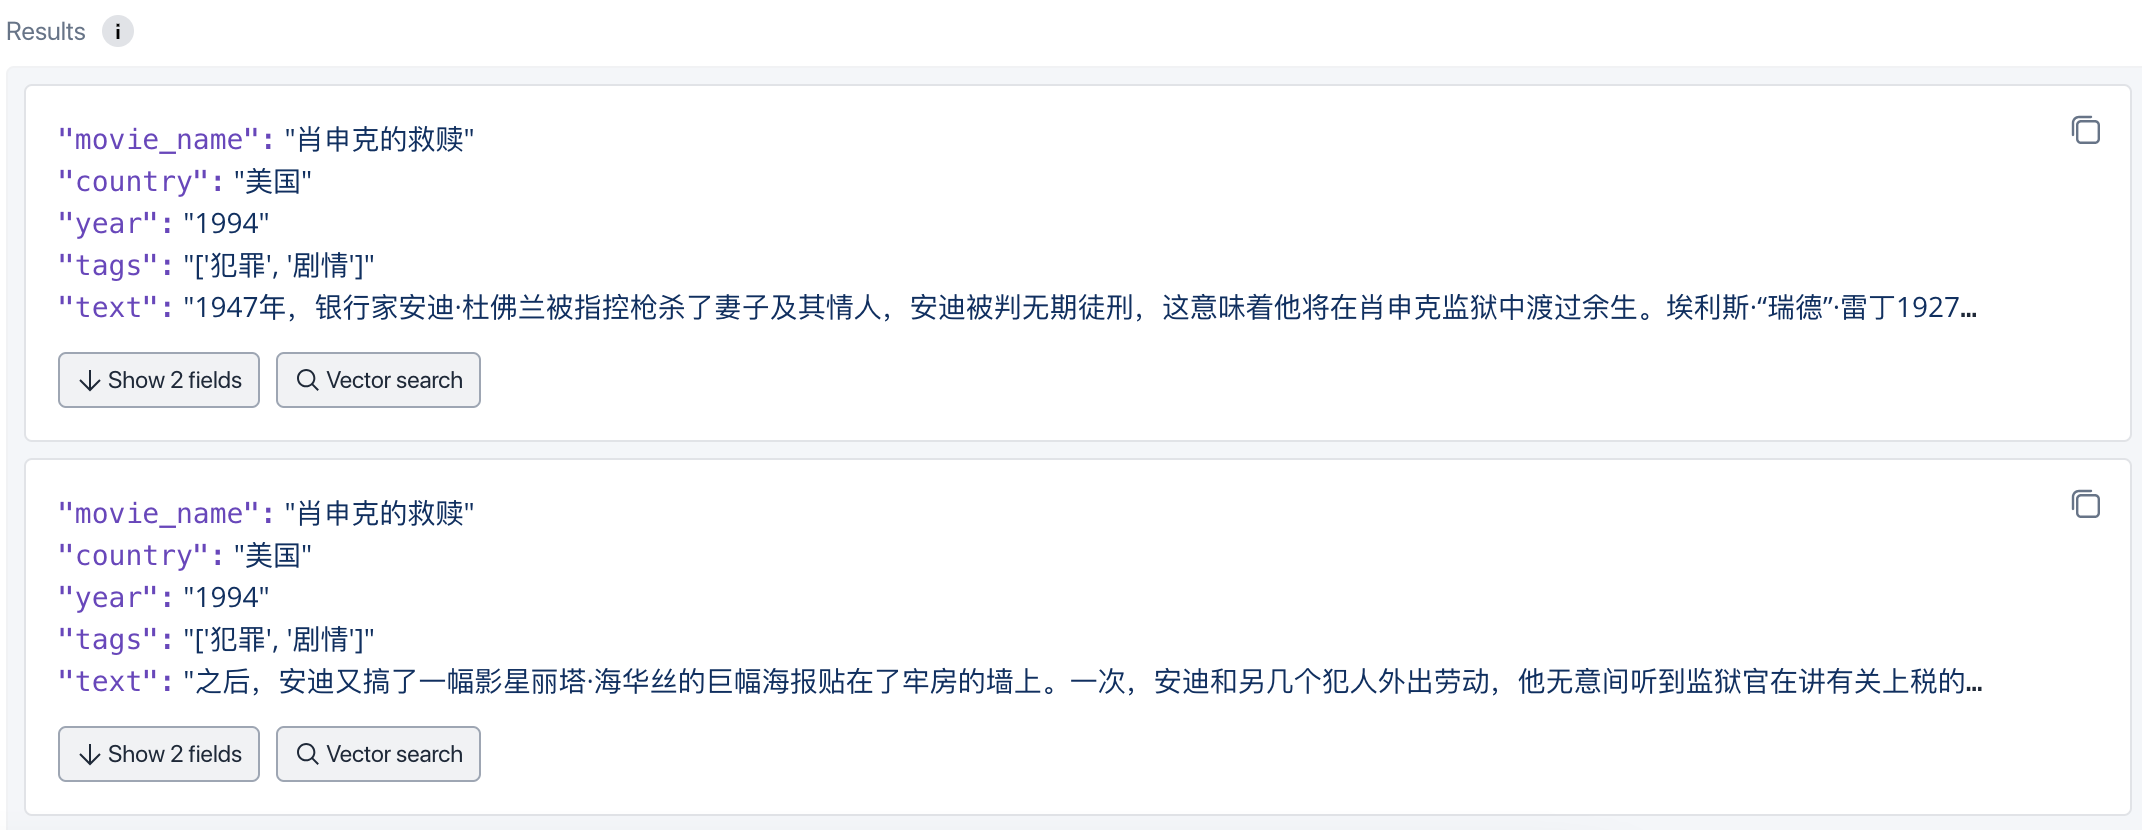 Results i
"movie_name": "肖申克的救赎"
"country": "美国"
"year": "1994"
"tags": "['犯罪', '剧情']"
"text": "1947年，银行家安迪·杜佛兰被指控枪杀了妻子及其情人，安迪被判无期徒刑，这意味着他将在肖申克监狱中渡过余生。埃利斯·“瑞德”·雷丁1927...
Show 2 fields Vector search
"movie_name": "肖申克的救赎"
"country": "美国"
"year": "1994"
"tags": "['犯罪', '剧情']"
"text": "之后，安迪又搞了一幅影星丽塔·海华丝的巨幅海报贴在了牢房的墙上。一次，安迪和另几个犯人外出劳动，他无意间听到监狱官在讲有关上税的...
Show 2 fields Vector search